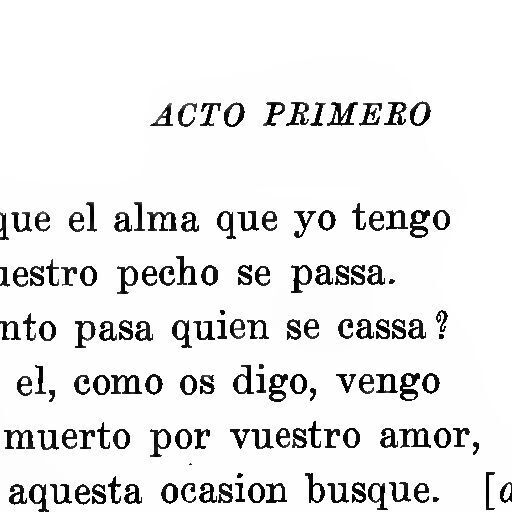 ACTO PRIMERO
que el alma que yo tengo
uestro pecho se passa.
nto pasa quien se cassa?
el, como os digo, vengo
muerto por vuestro amor,
aquesta ocasion busque. [a